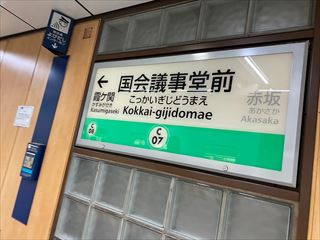 国会議事堂前
こっかいぎじどうまえ
Kokkai-gijidomae
← 霞ケ関
かすみがせき
Kasumigaseki
赤坂
あかさか
Akasaka
C
08
C
07